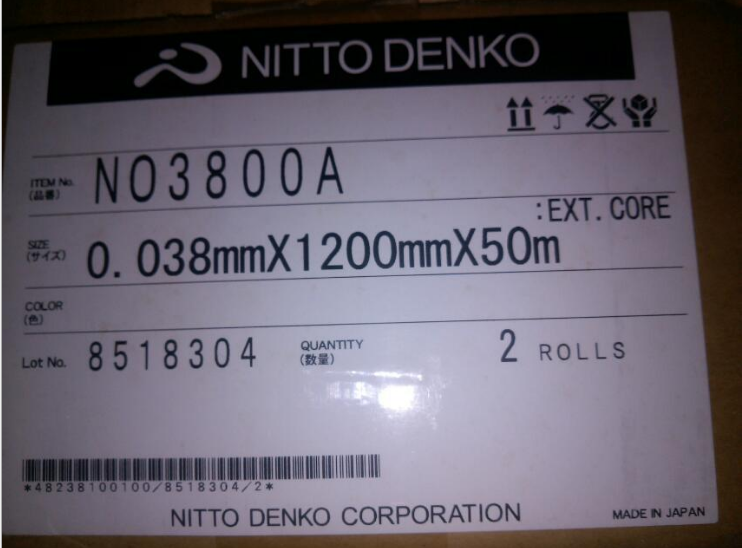 NITTO DENKO
ITEM No.
(品番)
NO3800A
:EXT. CORE
SIZE
(サイズ)
0.038mmX1200mmX50m
COLOR
(色)
Lot No. 8518304
QUANTITY
(数量)
2 ROLLS
*48238100100/8518304/2*
NITTO DENKO CORPORATION
MADE IN JAPAN